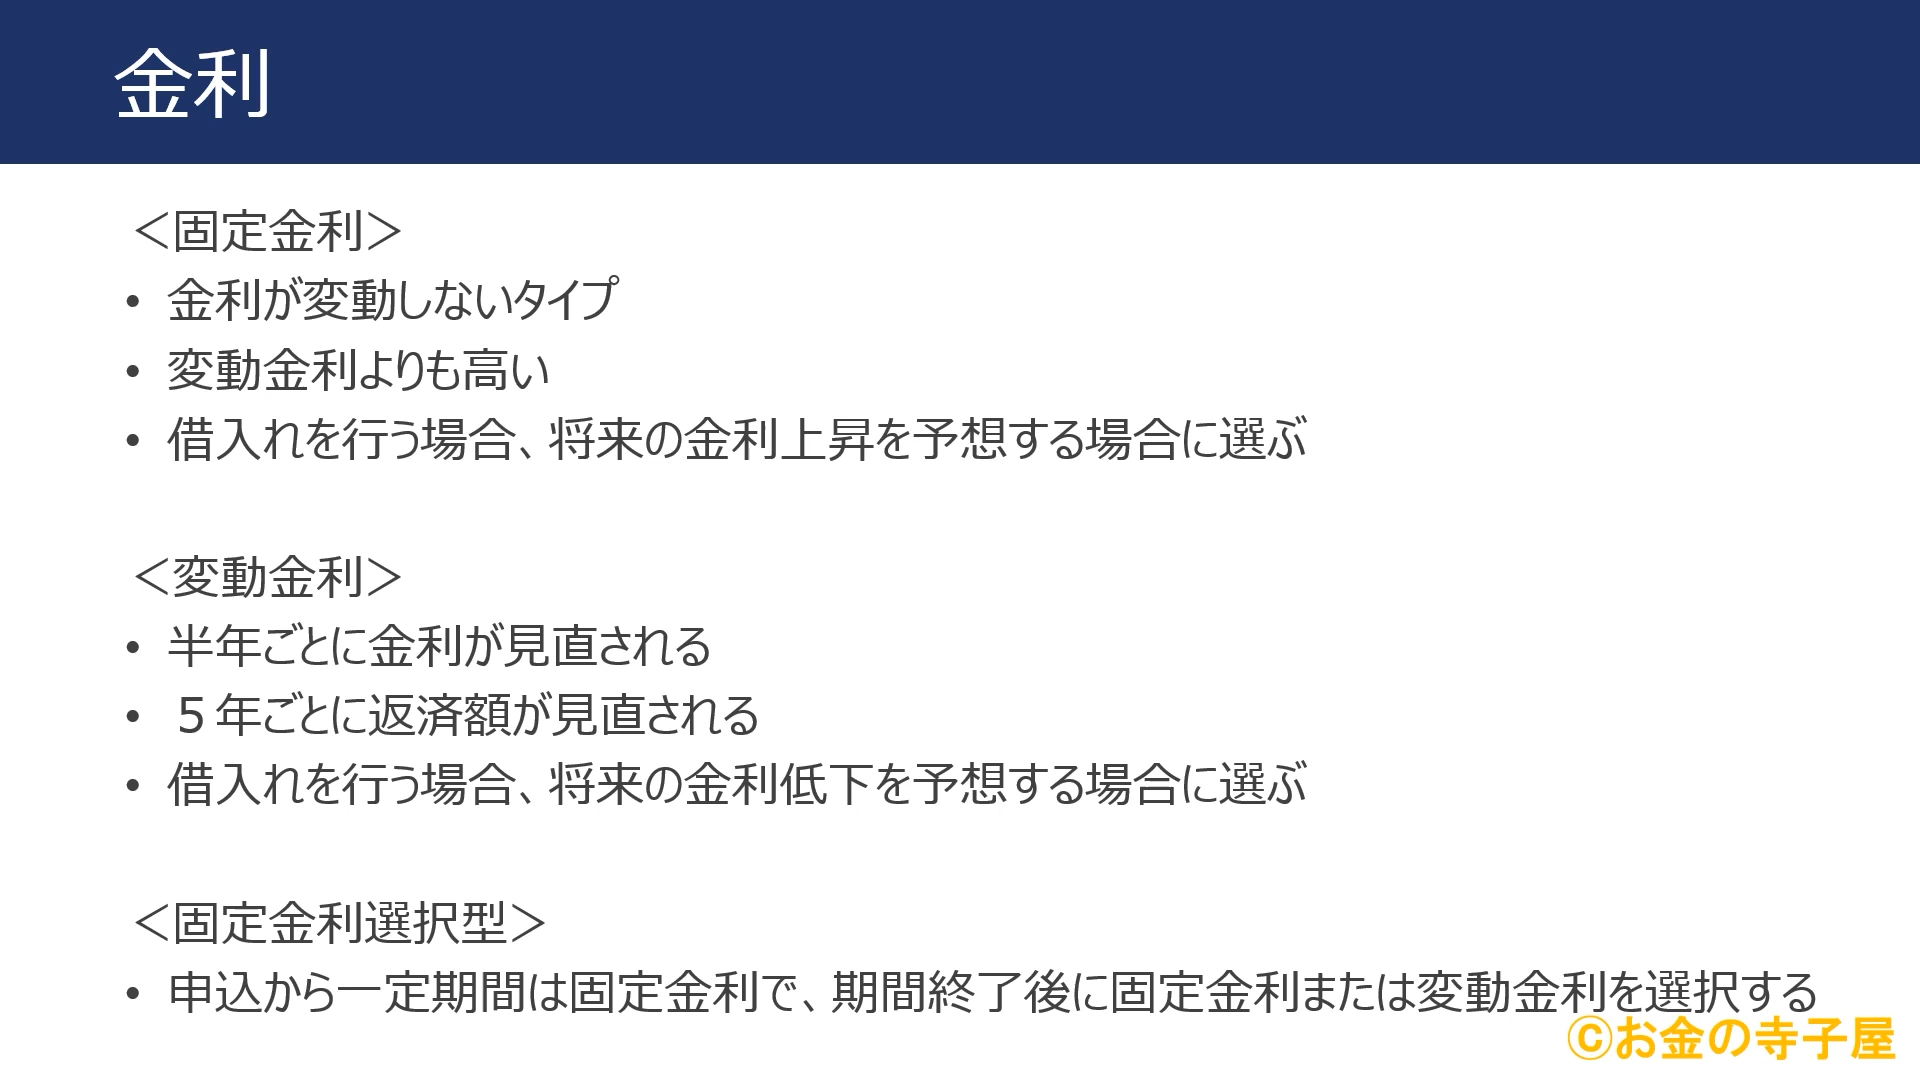 金利
＜固定金利＞
• 金利が変動しないタイプ
• 変動金利よりも高い
• 借入れを行う場合、将来の金利上昇を予想する場合に選ぶ
＜変動金利＞
• 半年ごとに金利が見直される
• ５年ごとに返済額が見直される
• 借入れを行う場合、将来の金利低下を予想する場合に選ぶ
＜固定金利選択型＞
• 申込から一定期間は固定金利で、期間終了後に固定金利または変動金利を選択する
©お金の寺子屋